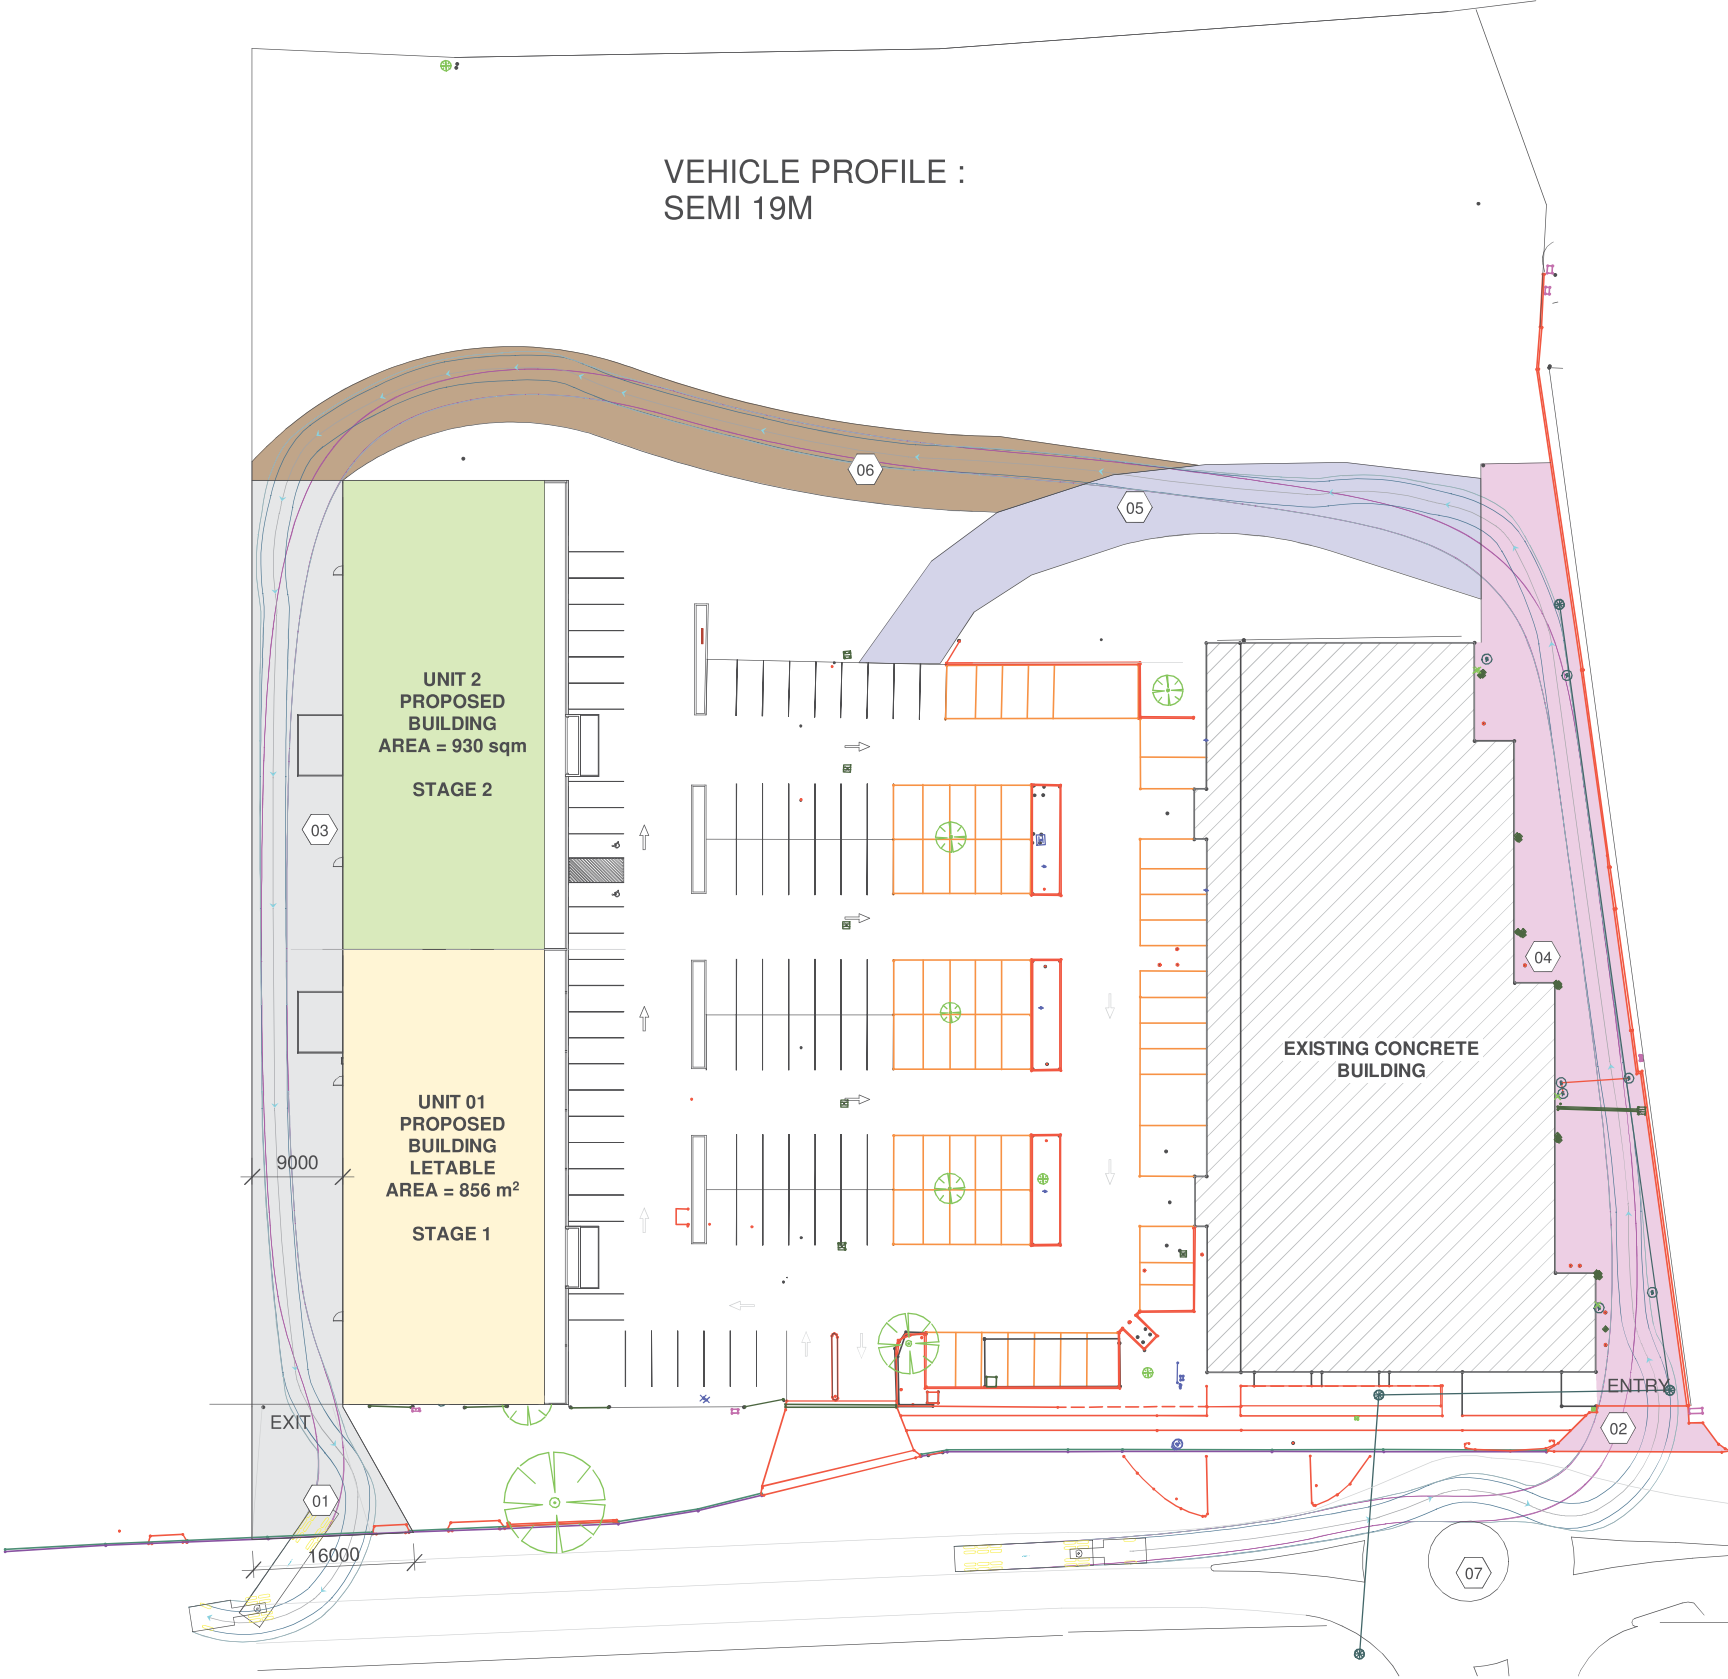 VEHICLE PROFILE :
SEMI 19M
06
05
UNIT 2
PROPOSED
BUILDING
AREA = 930 sqm
STAGE 2
03
04
EXISTING CONCRETE
BUILDING
UNIT 01
PROPOSED
BUILDING
LETABLE
AREA = 856 m²
STAGE 1
9000
ENTRY
EXIT
02
01
16000
07